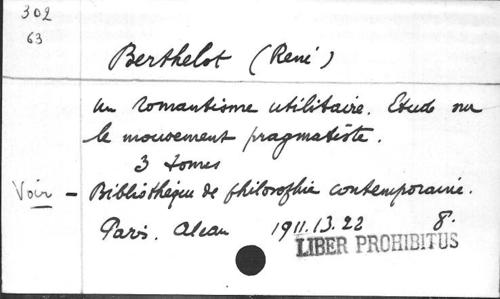 302
63
Berthelot (René)
Un romantisme utilitaire. Etude sur
le mouvement pragmatiste.
3 tomes
Voir - Bibliothèque de philosophie contemporaine.
Paris. Alcan 1911.13.22 8°.
LIBER PROHIBITUS